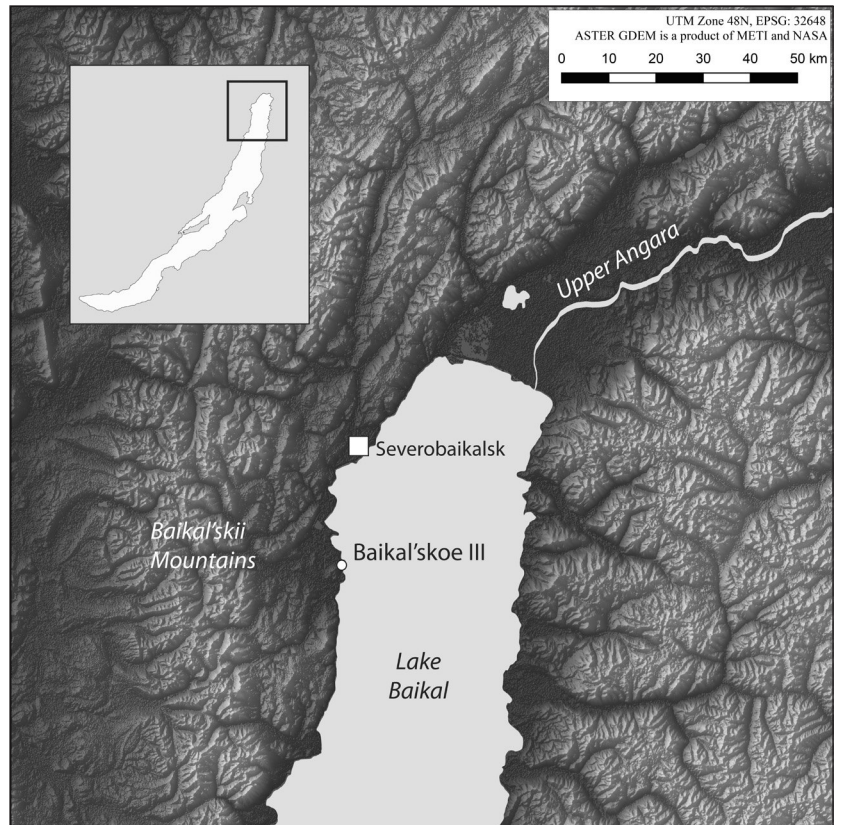 UTM Zone 48N, EPSG: 32648
ASTER GDEM is a product of METI and NASA
0 10 20 30 40 50 km
Upper Angara
Severobaikalsk
Baikal'skii
Mountains
Baikal'skoe III
Lake
Baikal